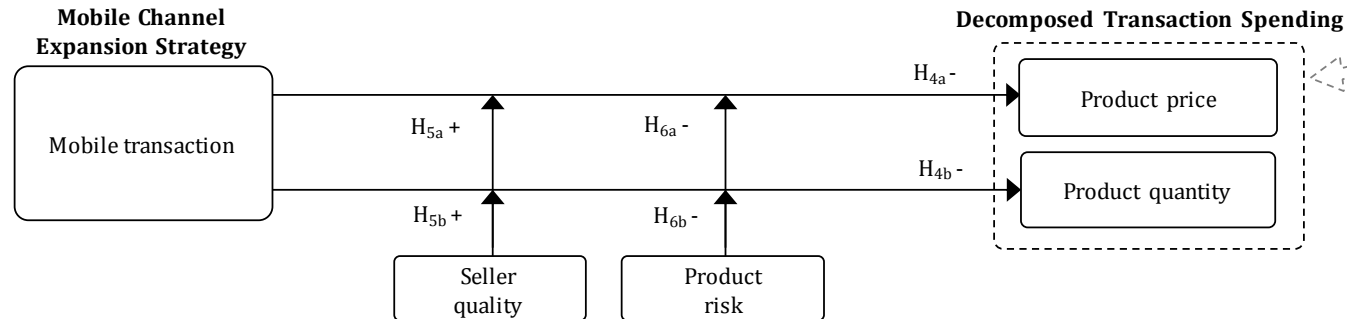 Mobile Channel
Expansion Strategy
Decomposed Transaction Spending
Mobile transaction
H4a -
Product price
H5a +
H6a -
H4b -
Product quantity
H5b +
H6b -
Seller
quality
Product
risk